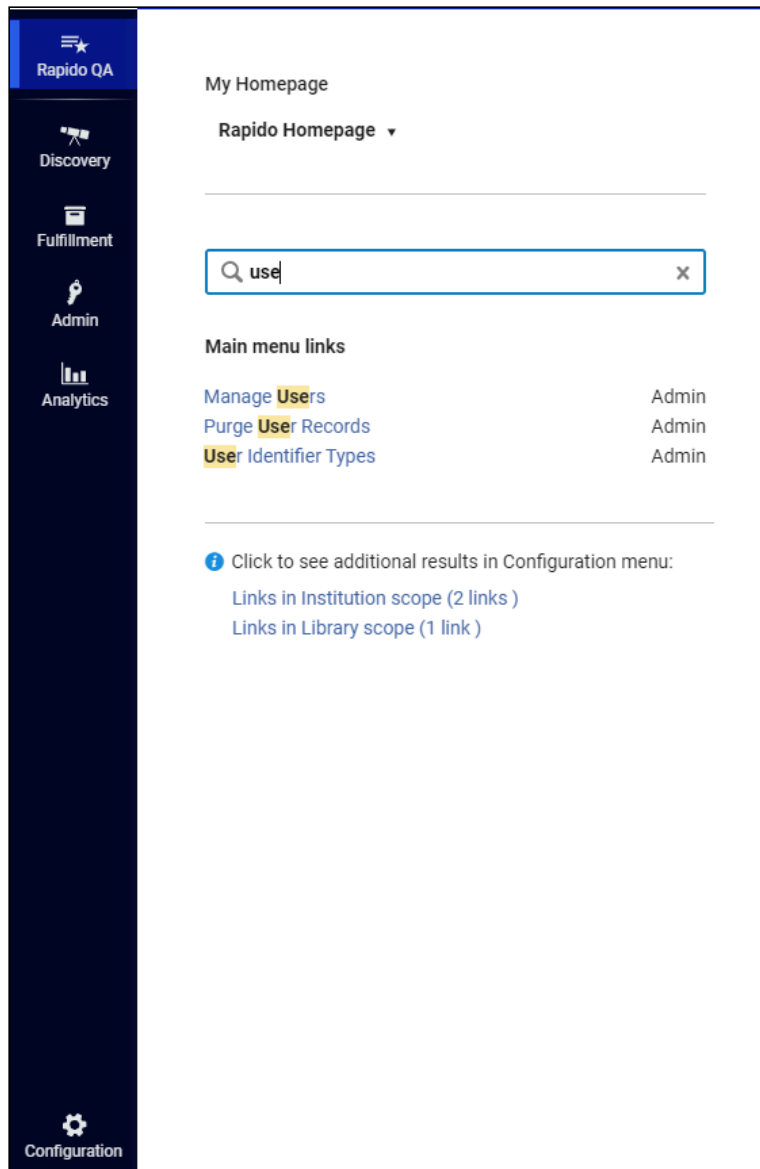 Rapido QA
Discovery
Fulfillment
Admin
Analytics
Configuration
My Homepage
Rapido Homepage
use
Main menu links
Manage Users Admin
Purge User Records Admin
User Identifier Types Admin
Click to see additional results in Configuration menu:
Links in Institution scope (2 links )
Links in Library scope (1 link )